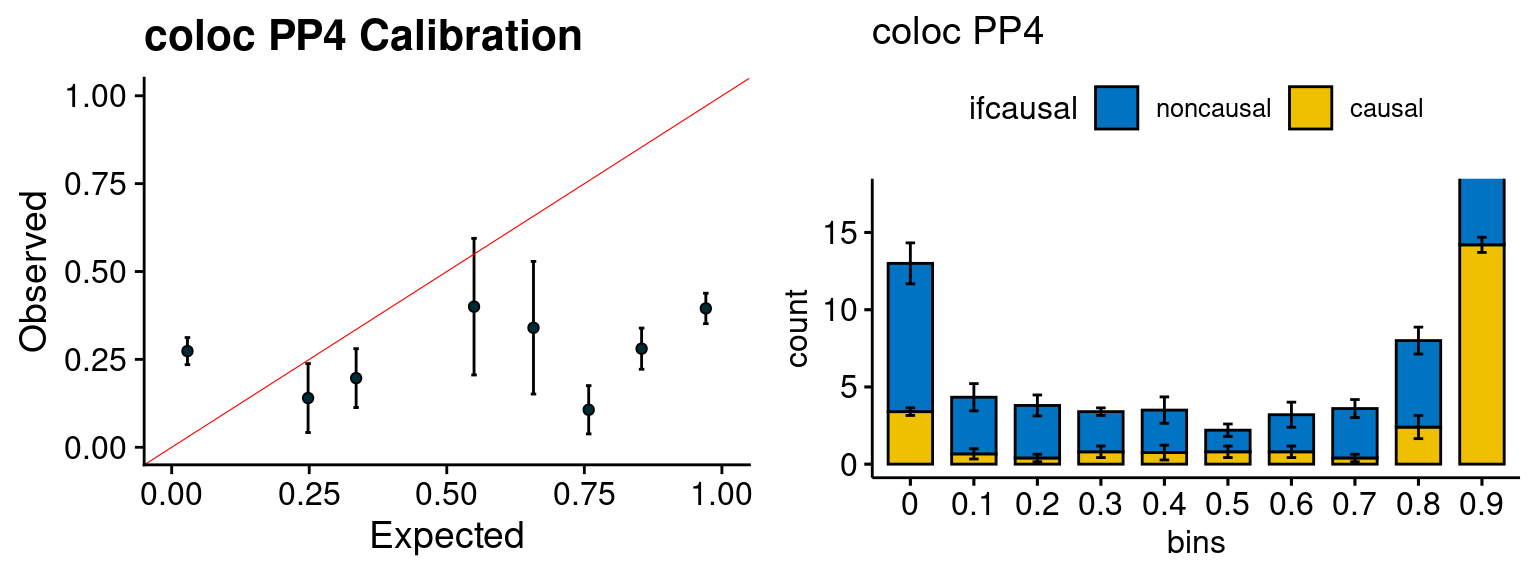 coloc PP4 Calibration
1.00
0.75
0.50
0.25
0.00
Observed
0.00 0.25 0.50 0.75 1.00
Expected
coloc PP4
ifcausal noncausal causal
15
10
5
0
count
0 0.1 0.2 0.3 0.4 0.5 0.6 0.7 0.8 0.9
bins